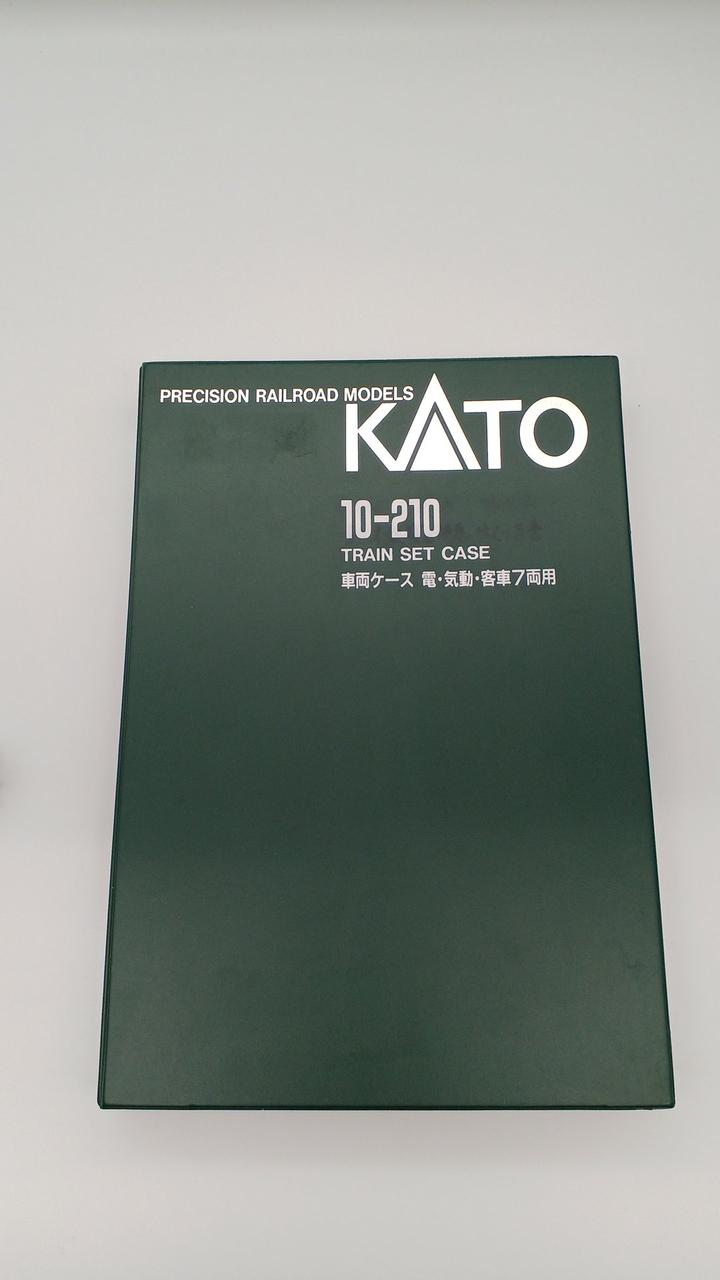 PRECISION RAILROAD MODELS
KATO
10-210
TRAIN SET CASE
車両ケース 電・気動・客車7両用